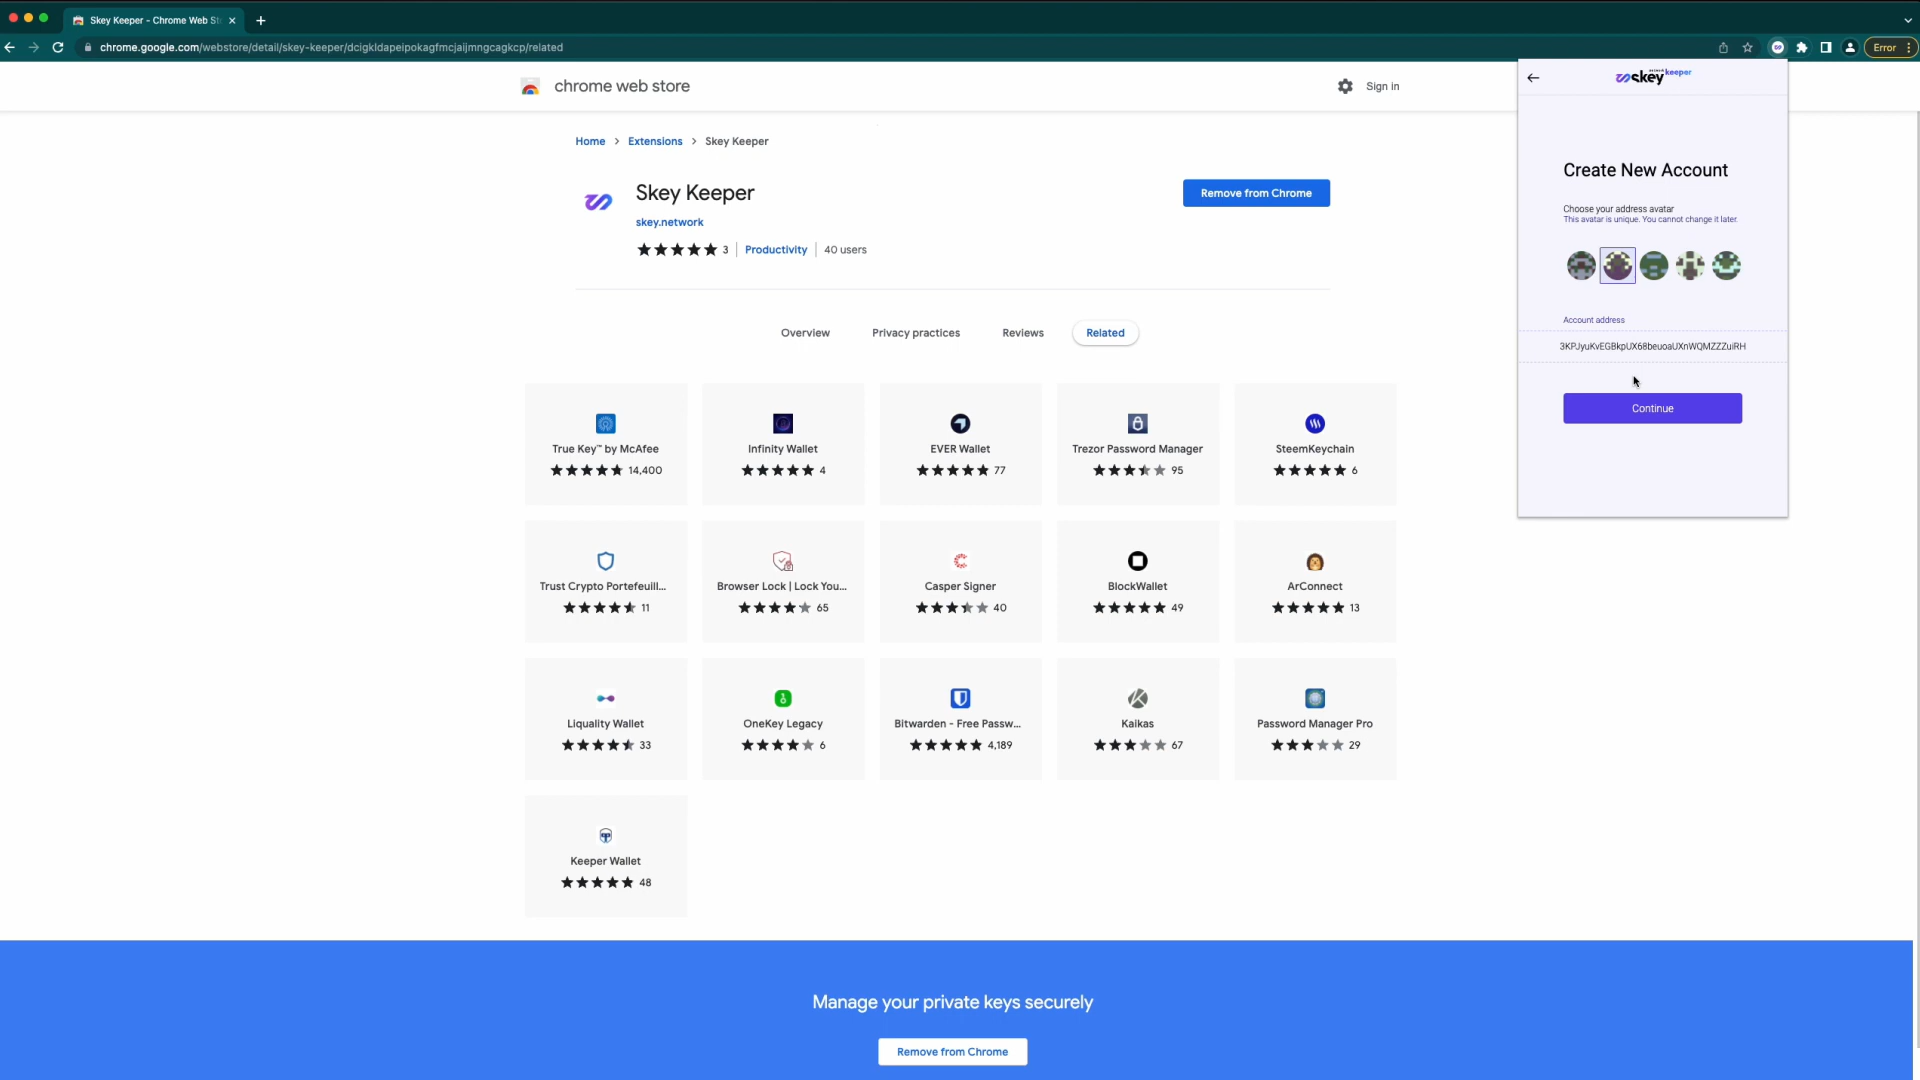 Skey Keeper - Chrome Web St
chrome.google.com/webstore/detail/skey-keeper/dcigkldapeipokagfmcjaijmngcagkcp/related
Error
chrome web store
Sign in
Home > Extensions > Skey Keeper
Skey Keeper
skey.network
3
Productivity
40 users
Remove from Chrome
Overview
Privacy practices
Reviews
Related
True Key™ by McAfee
14,400
Infinity Wallet
4
EVER Wallet
77
Trezor Password Manager
95
SteemKeychain
6
Trust Crypto Portefeuill...
11
Browser Lock | Lock You...
65
Casper Signer
40
BlockWallet
49
ArConnect
13
Liquality Wallet
33
OneKey Legacy
6
Bitwarden - Free Passw...
4,189
Kaikas
67
Password Manager Pro
29
Keeper Wallet
48
Manage your private keys securely
Remove from Chrome
skey keeper
Create New Account
Choose your address avatar
This avatar is unique. You cannot change it later.
Account address
3KPJyuKvEGBkpUX68beuoaUXnWQMZZZuiRH
Continue